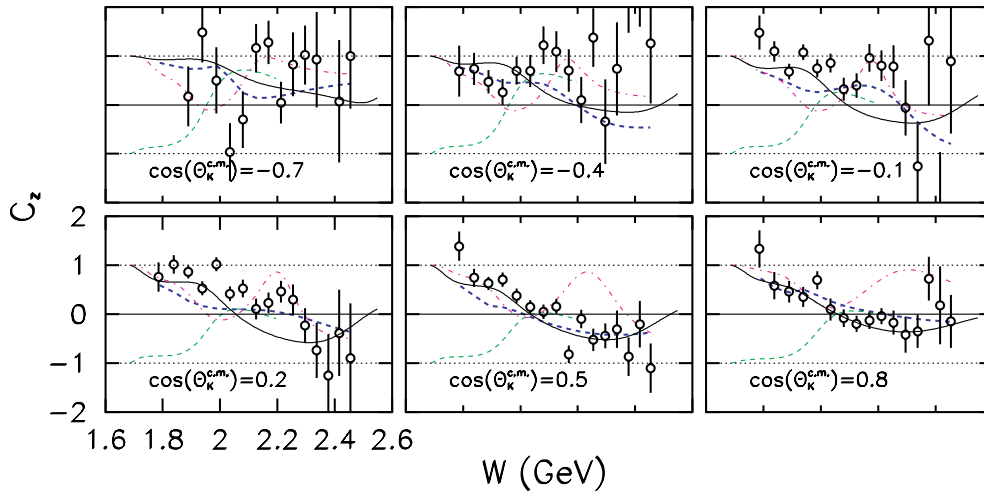 cos(Θ_K^c.m.)=−0.7
cos(Θ_K^c.m.)=−0.4
cos(Θ_K^c.m.)=−0.1
C_z
2
1
0
−1
−2
cos(Θ_K^c.m.)=0.2
cos(Θ_K^c.m.)=0.5
cos(Θ_K^c.m.)=0.8
1.6 1.8 2 2.2 2.4 2.6
W (GeV)